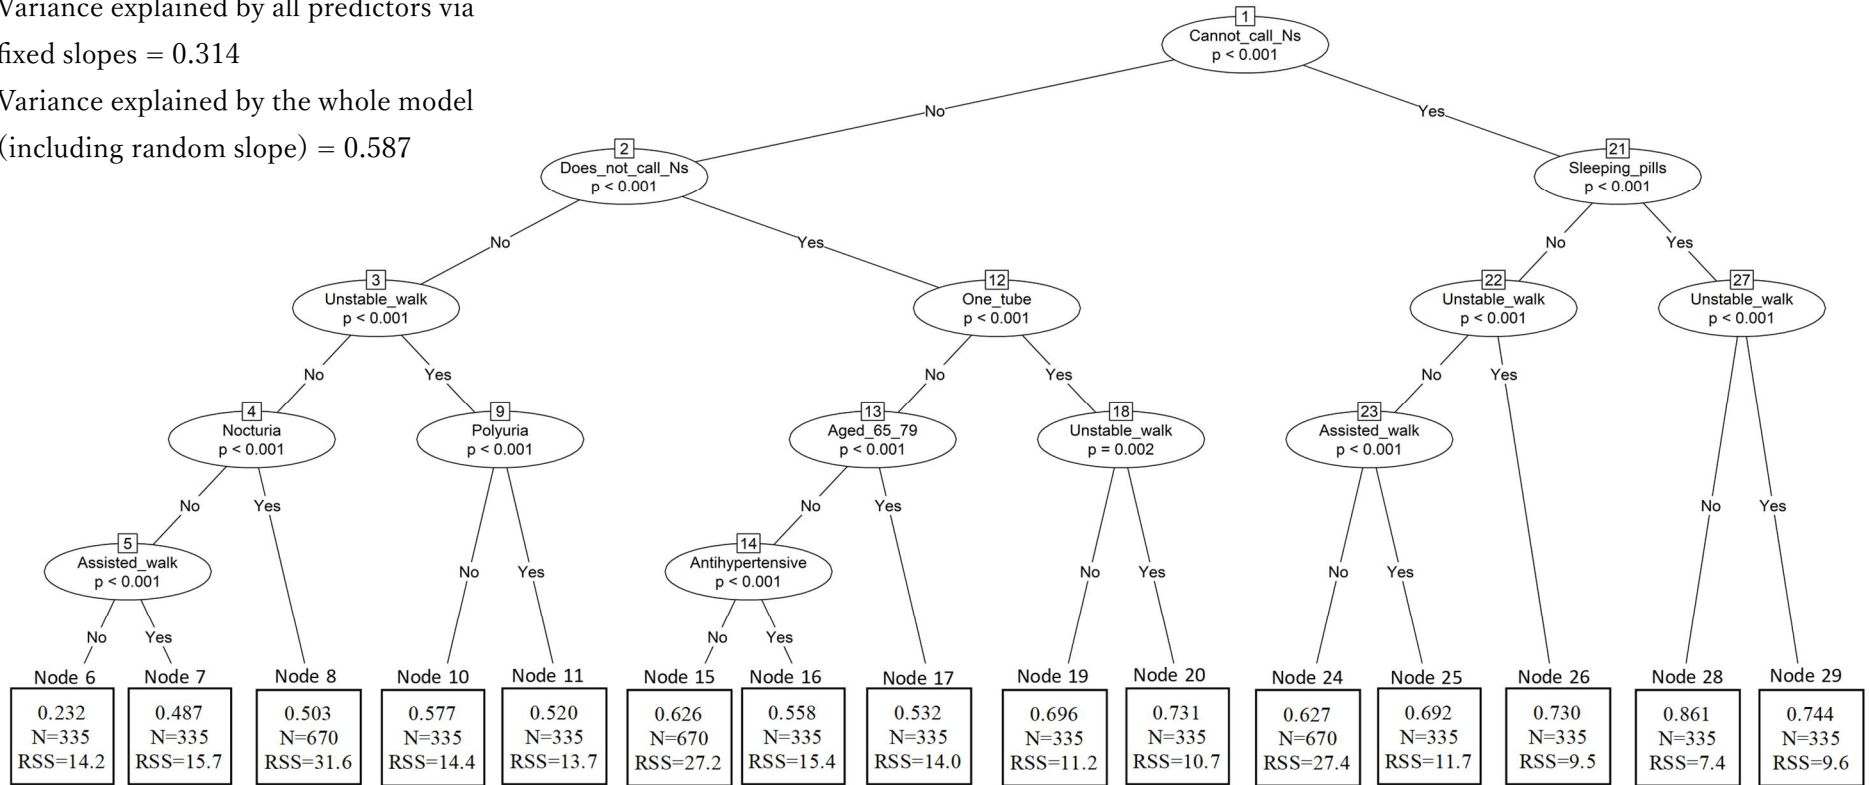 Variance explained by all predictors via
fixed slopes = 0.314
Variance explained by the whole model
(including random slope) = 0.587
1
Cannot_call_Ns
p < 0.001
No
Yes
2
Does_not_call_Ns
p < 0.001
21
Sleeping_pills
p < 0.001
No
Yes
No
Yes
3
Unstable_walk
p < 0.001
12
One_tube
p < 0.001
22
Unstable_walk
p < 0.001
27
Unstable_walk
p < 0.001
No
Yes
No
Yes
No
Yes
4
Nocturia
p < 0.001
9
Polyuria
p < 0.001
13
Aged_65_79
p < 0.001
18
Unstable_walk
p = 0.002
23
Assisted_walk
p < 0.001
No
Yes
No
Yes
No
Yes
5
Assisted_walk
p < 0.001
14
Antihypertensive
p < 0.001
No
Yes
No
Yes
No
Yes
No
Yes
No
Yes
Node 6
0.232
N=335
RSS=14.2
Node 7
0.487
N=335
RSS=15.7
Node 8
0.503
N=670
RSS=31.6
Node 10
0.577
N=335
RSS=14.4
Node 11
0.520
N=335
RSS=13.7
Node 15
0.626
N=670
RSS=27.2
Node 16
0.558
N=335
RSS=15.4
Node 17
0.532
N=335
RSS=14.0
Node 19
0.696
N=335
RSS=11.2
Node 20
0.731
N=335
RSS=10.7
Node 24
0.627
N=670
RSS=27.4
Node 25
0.692
N=335
RSS=11.7
Node 26
0.730
N=335
RSS=9.5
Node 28
0.861
N=335
RSS=7.4
Node 29
0.744
N=335
RSS=9.6